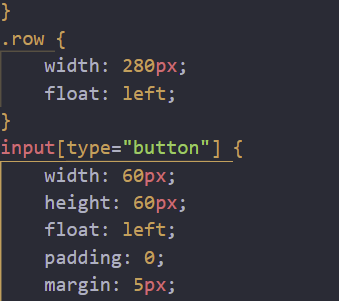 }
.row {
    width: 280px;
    float: left;
}
input[type="button"] {
    width: 60px;
    height: 60px;
    float: left;
    padding: 0;
    margin: 5px;